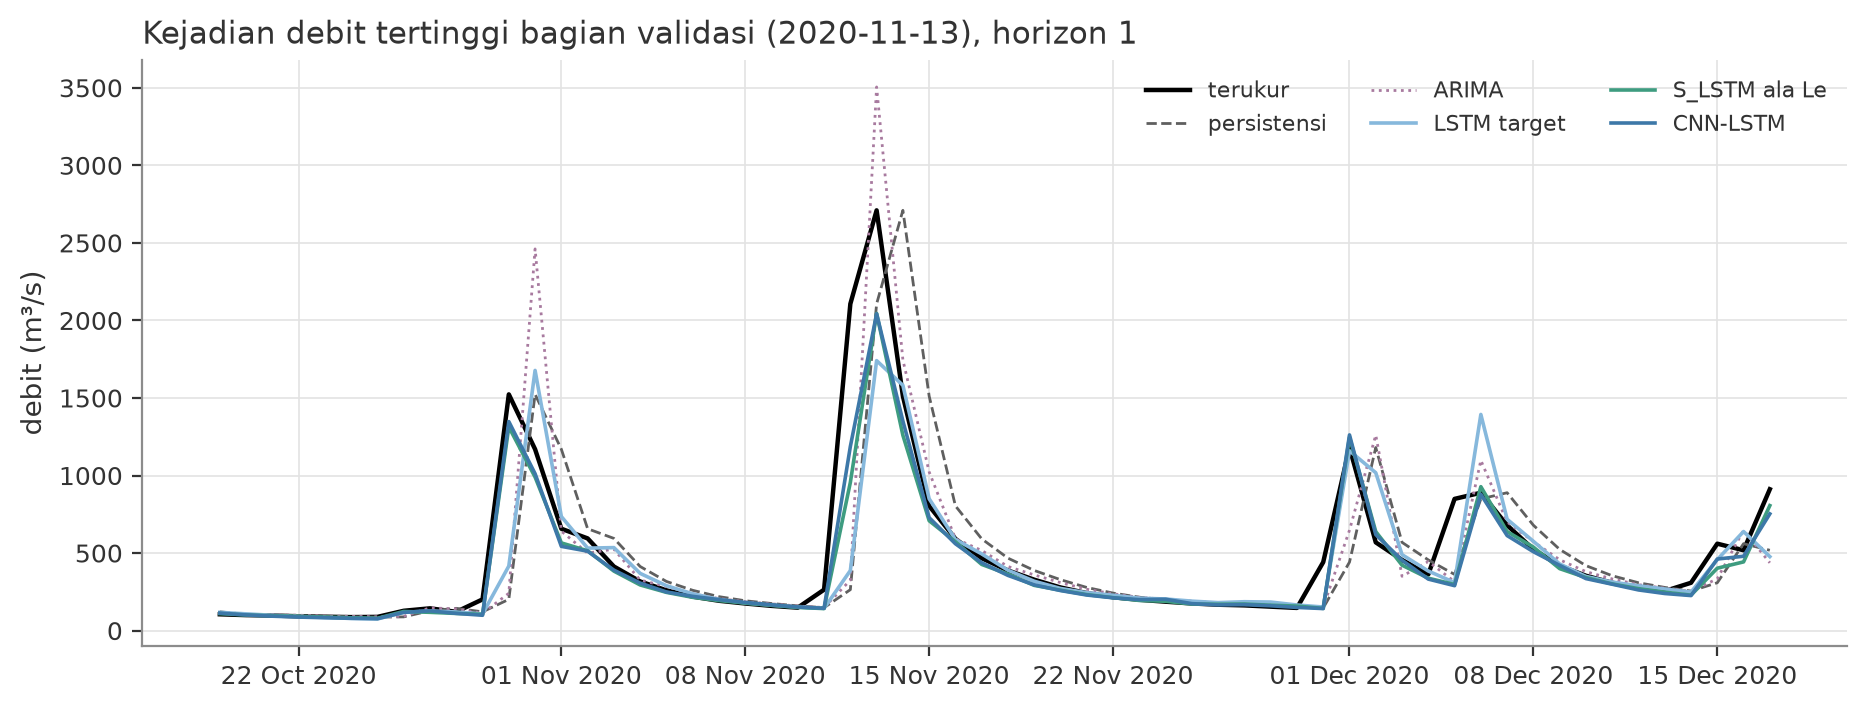 Kejadian debit tertinggi bagian validasi (2020-11-13), horizon 1
terukur
persistensi
ARIMA
LSTM target
S_LSTM ala Le
CNN-LSTM
debit (m³/s)
3500
3000
2500
2000
1500
1000
500
0
22 Oct 2020
01 Nov 2020
08 Nov 2020
15 Nov 2020
22 Nov 2020
01 Dec 2020
08 Dec 2020
15 Dec 2020